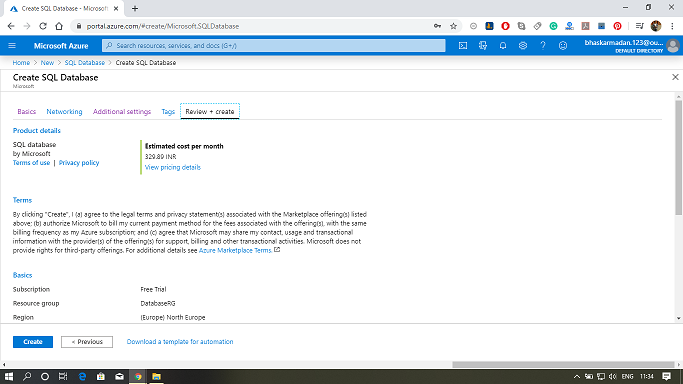 Create SQL Database - Microsoft
portal.azure.com/#create/Microsoft.SQLDatabase
Microsoft Azure
Search resources, services, and docs (G+/)
bhaskarmadan.123@ou...
DEFAULT DIRECTORY
Home > New > SQL Database > Create SQL Database
Create SQL Database
Microsoft
Basics Networking Additional settings Tags Review + create
Product details
SQL database
by Microsoft
Terms of use | Privacy policy
Estimated cost per month
329.89 INR
View pricing details
Terms
By clicking "Create", I (a) agree to the legal terms and privacy statement(s) associated with the Marketplace offering(s) listed
above; (b) authorize Microsoft to bill my current payment method for the fees associated with the offering(s), with the same
billing frequency as my Azure subscription; and (c) agree that Microsoft may share my contact, usage and transactional
information with the provider(s) of the offering(s) for support, billing and other transactional activities. Microsoft does not
provide rights for third-party offerings. For additional details see Azure Marketplace Terms.
Basics
Subscription Free Trial
Resource group DatabaseRG
Region (Europe) North Europe
Create < Previous Download a template for automation
ENG 11:34